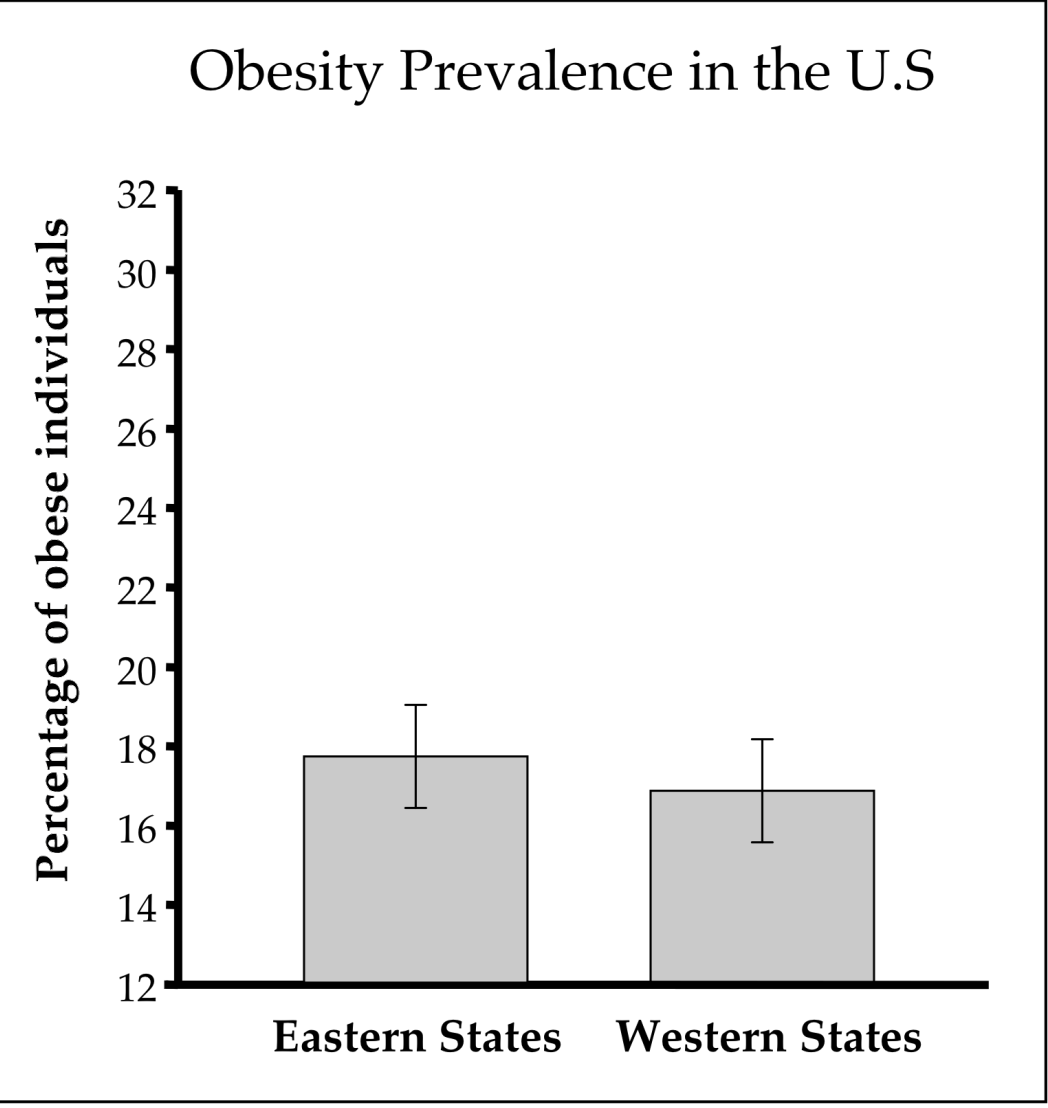 Obesity Prevalence in the U.S
Percentage of obese individuals
32
30
28
26
24
22
20
18
16
14
12
Eastern States
Western States